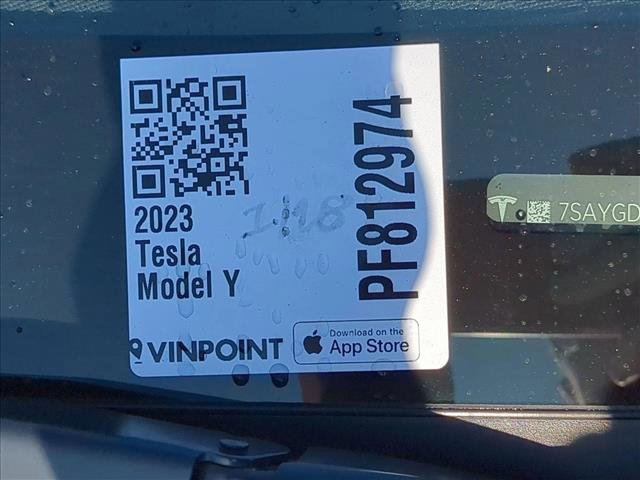 2023
Tesla
Model Y
PF812974
VINPOINT
Download on the
App Store
7SAYGD